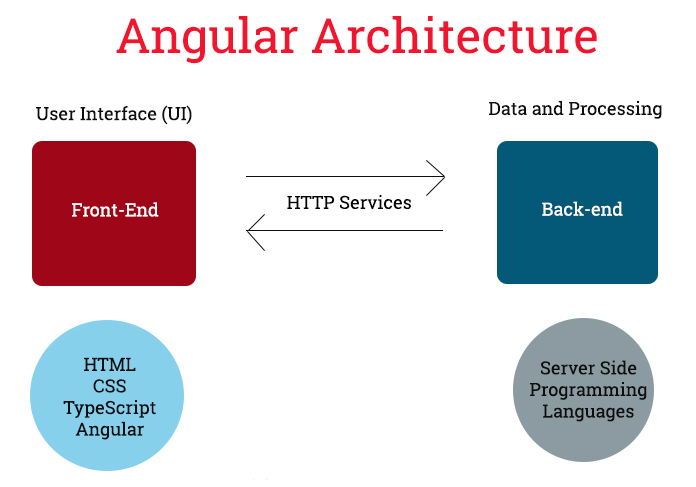 Angular Architecture
User Interface (UI)
Data and Processing
Front-End
HTTP Services
Back-end
HTML
CSS
TypeScript
Angular
Server Side
Programming
Languages